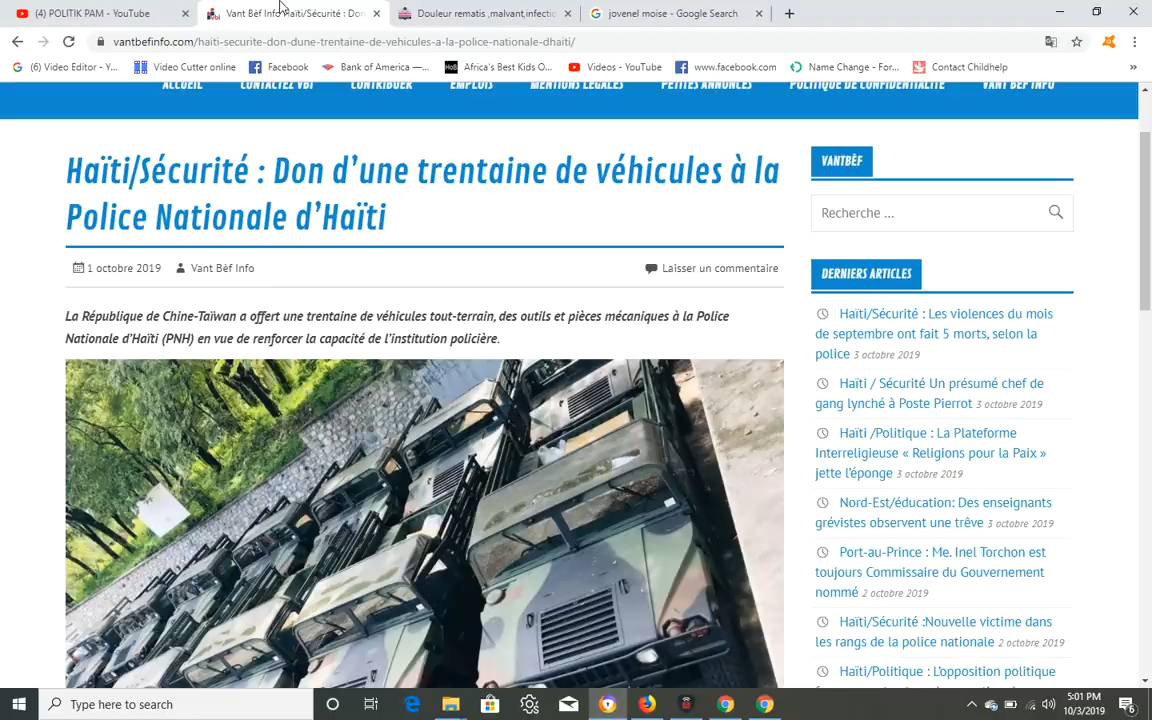 (4) POLITIK PAM - YouTube
Vant Bèf Info Haïti/Sécurité : Don
Douleur rematis ,malvant,infectio
jovenel moise - Google Search
vantbefinfo.com/haiti-securite-don-dune-trentaine-de-vehicules-a-la-police-nationale-dhaiti/
(6) Video Editor - Y...
Video Cutter online
Facebook
Bank of America —...
HoB
Africa's Best Kids O...
Videos - YouTube
www.facebook.com
Name Change - For...
Contact Childhelp
»
ACCUEIL
CONTACTEZ VBI
CONTRIBUER
EMPLOIS
MENTIONS LÉGALES
PETITES ANNONCES
POLITIQUE DE CONFIDENTIALITÉ
VANT BÈF INFO
Haïti/Sécurité : Don d’une trentaine de véhicules à la
Police Nationale d’Haïti
1 octobre 2019
Vant Bèf Info
Laisser un commentaire
La République de Chine-Taïwan a offert une trentaine de véhicules tout-terrain, des outils et pièces mécaniques à la Police
Nationale d’Haïti (PNH) en vue de renforcer la capacité de l’institution policière.
VANTBÈF
Recherche ...
DERNIERS ARTICLES
Haïti/Sécurité : Les violences du mois
de septembre ont fait 5 morts, selon la
police 3 octobre 2019
Haïti / Sécurité Un présumé chef de
gang lynché à Poste Pierrot 3 octobre 2019
Haïti /Politique : La Plateforme
Interreligieuse « Religions pour la Paix »
jette l’éponge 3 octobre 2019
Nord-Est/éducation: Des enseignants
grévistes observent une trêve 3 octobre 2019
Port-au-Prince : Me. Inel Torchon est
toujours Commissaire du Gouvernement
nommé 2 octobre 2019
Haïti/Sécurité :Nouvelle victime dans
les rangs de la police nationale 2 octobre 2019
Haïti/Politique : L’opposition politique
Type here to search
5:01 PM
10/3/2019
6